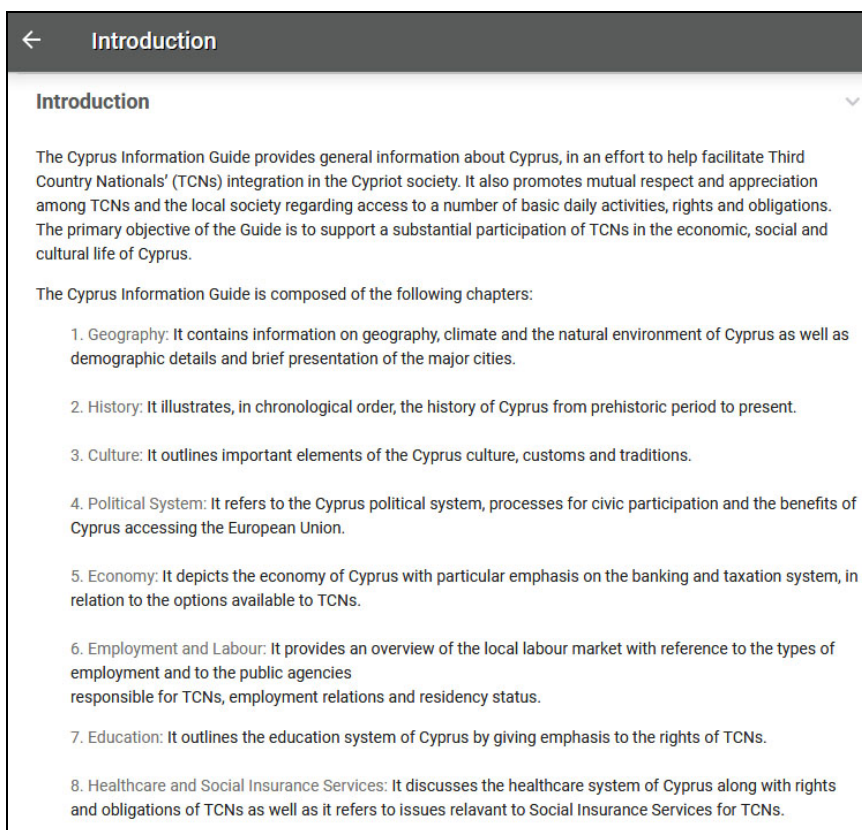 Introduction
Introduction
The Cyprus Information Guide provides general information about Cyprus, in an effort to help facilitate Third
Country Nationals' (TCNs) integration in the Cypriot society. It also promotes mutual respect and appreciation
among TCNs and the local society regarding access to a number of basic daily activities, rights and obligations.
The primary objective of the Guide is to support a substantial participation of TCNs in the economic, social and
cultural life of Cyprus.
The Cyprus Information Guide is composed of the following chapters:
1. Geography: It contains information on geography, climate and the natural environment of Cyprus as well as
demographic details and brief presentation of the major cities.
2. History: It illustrates, in chronological order, the history of Cyprus from prehistoric period to present.
3. Culture: It outlines important elements of the Cyprus culture, customs and traditions.
4. Political System: It refers to the Cyprus political system, processes for civic participation and the benefits of
Cyprus accessing the European Union.
5. Economy: It depicts the economy of Cyprus with particular emphasis on the banking and taxation system, in
relation to the options available to TCNs.
6. Employment and Labour: It provides an overview of the local labour market with reference to the types of
employment and to the public agencies
responsible for TCNs, employment relations and residency status.
7. Education: It outlines the education system of Cyprus by giving emphasis to the rights of TCNs.
8. Healthcare and Social Insurance Services: It discusses the healthcare system of Cyprus along with rights
and obligations of TCNs as well as it refers to issues relavant to Social Insurance Services for TCNs.